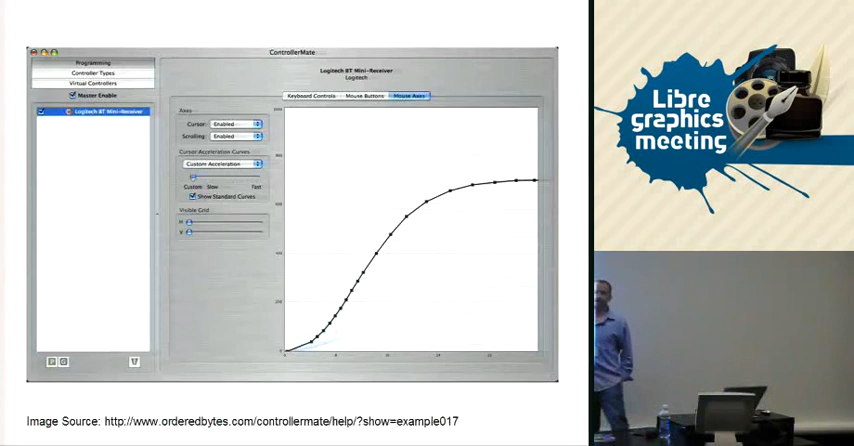 ControllerMate
Programming
Controller Types
Virtual Controllers
Master Enable
Logitech BT Mini-Receiver
Logitech BT Mini-Receiver
Logitech
Keyboard Controls
Mouse Buttons
Mouse Axes
Axes
Cursor: Enabled
Scrolling: Enabled
Cursor Acceleration Curves
Custom Acceleration
Custom Slow Fast
Show Standard Curves
Visible Grid
H
V
Image Source: http://www.orderedbytes.com/controllermate/help/?show=example017
Libre
graphics
meeting